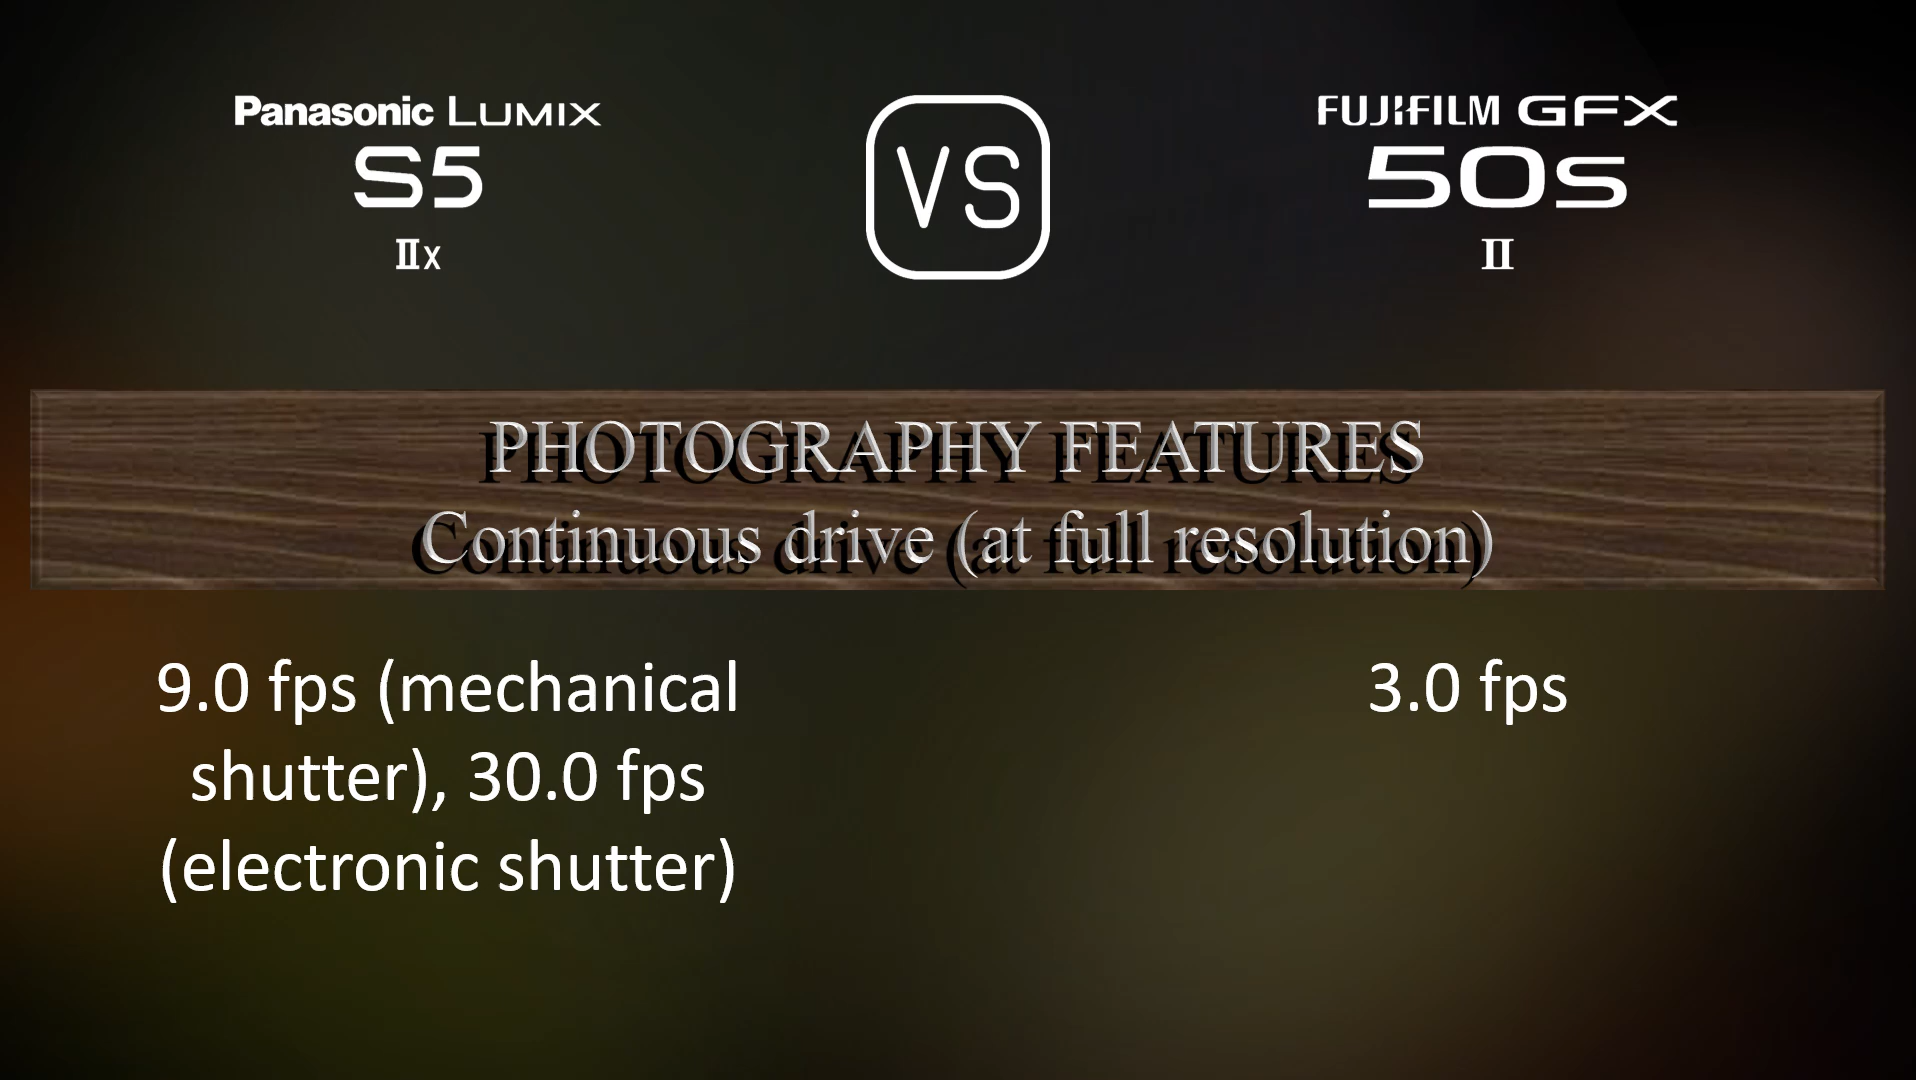 Panasonic LUMIX
S5
IIX
VS
FUJIFILM GFX
50S
II
PHOTOGRAPHY FEATURES
Continuous drive (at full resolution)
9.0 fps (mechanical
shutter), 30.0 fps
(electronic shutter)
3.0 fps